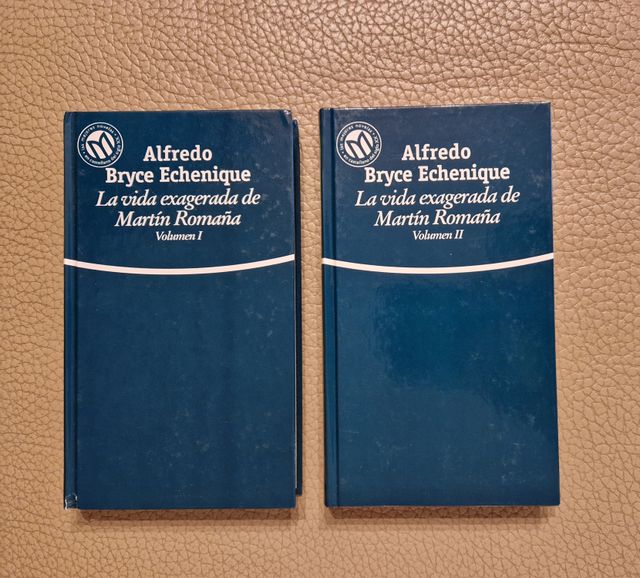 Alfredo
Bryce Echenique
La vida exagerada de
Martín Romaña
Volumen I
Alfredo
Bryce Echenique
La vida exagerada de
Martín Romaña
Volumen II